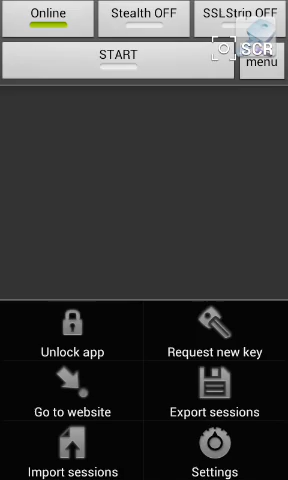 Online
Stealth OFF
SSLStrip OFF
START
SCR
menu
Unlock app
Request new key
Go to website
Export sessions
Import sessions
Settings